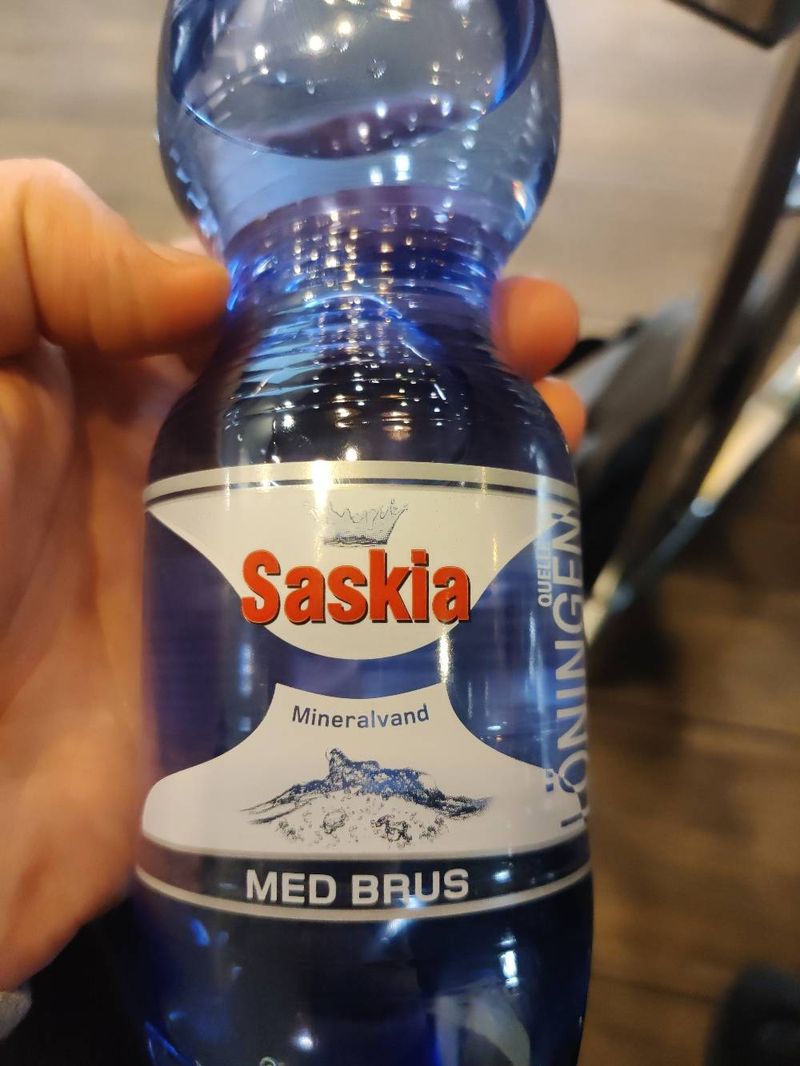 Saskia
Mineralvand
MED BRUS
QUELLE
LÖNINGEN